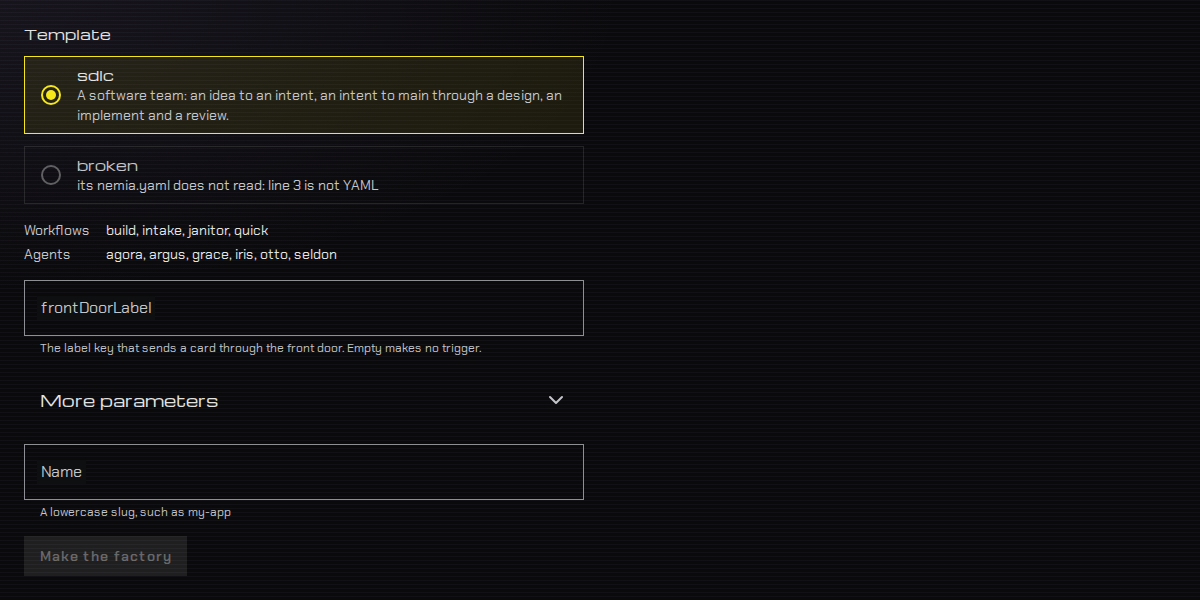 Template
sdlc
A software team: an idea to an intent, an intent to main through a design, an
implement and a review.
broken
its nemia.yaml does not read: line 3 is not YAML
Workflows build, intake, janitor, quick
Agents agora, argus, grace, iris, otto, seldon
frontDoorLabel
The label key that sends a card through the front door. Empty makes no trigger.
More parameters
Name
A lowercase slug, such as my-app
Make the factory